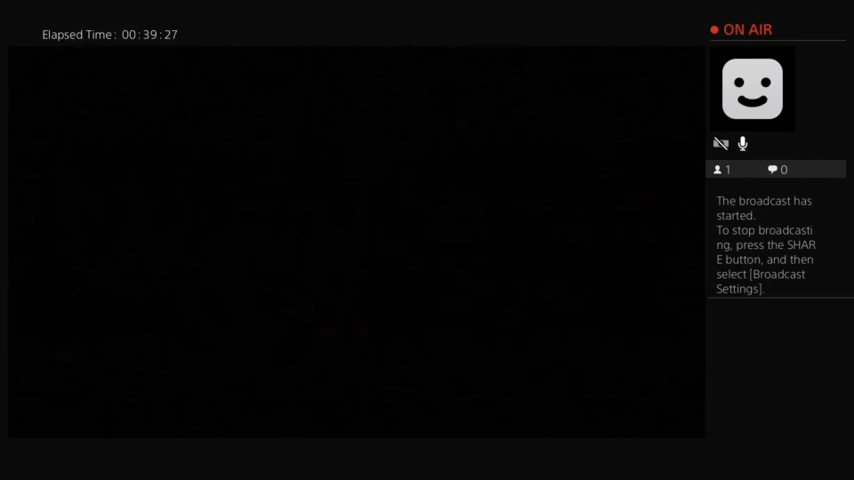 Elapsed Time: 00:39:27
ON AIR
1 0
The broadcast has
started.
To stop broadcasti
ng, press the SHAR
E button, and then
select [Broadcast
Settings].